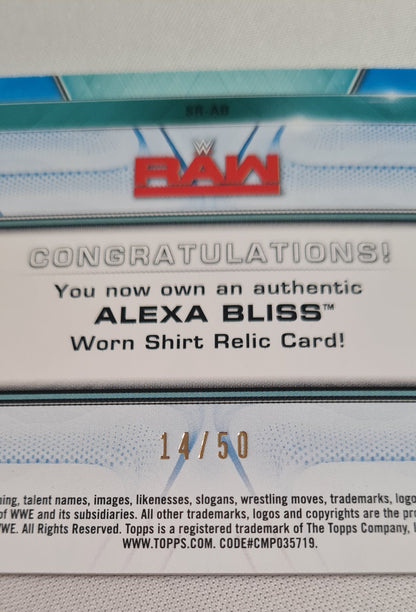 SR-AB
W
RAW
CONGRATULATIONS!
You now own an authentic
ALEXA BLISS™
Worn Shirt Relic Card!
14/50
ning, talent names, images, likenesses, slogans, wrestling moves, trademarks, logo
of WWE and its subsidiaries. All other trademarks, logos and copyrights are the pro
WWE. All Rights Reserved. Topps is a registered trademark of The Topps Company, I
WWW.TOPPS.COM. CODE#CMP035719.